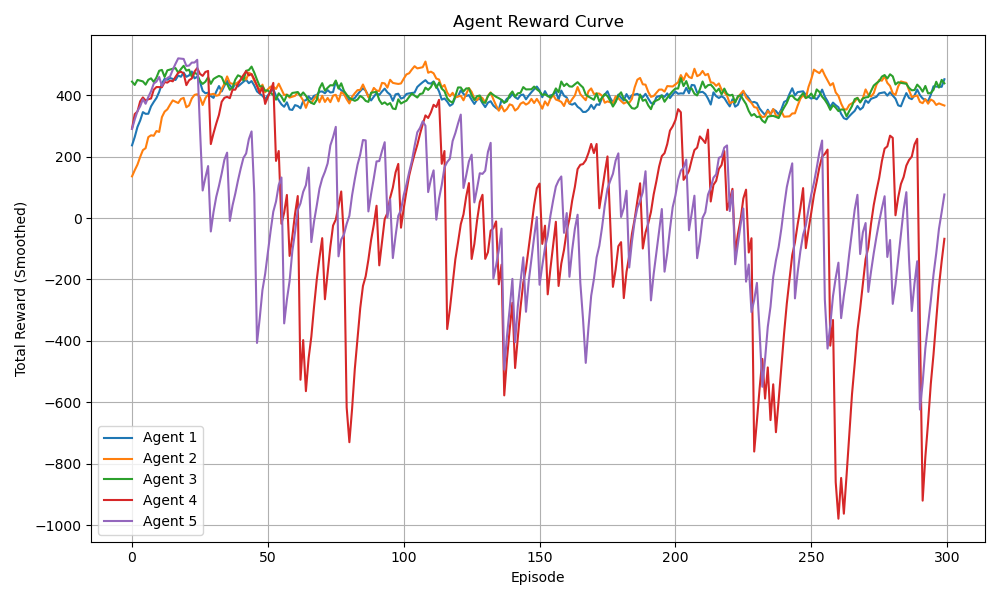 Agent Reward Curve
Total Reward (Smoothed)
400
200
0
−200
−400
−600
−800
−1000
Agent 1
Agent 2
Agent 3
Agent 4
Agent 5
0 50 100 150 200 250 300
Episode